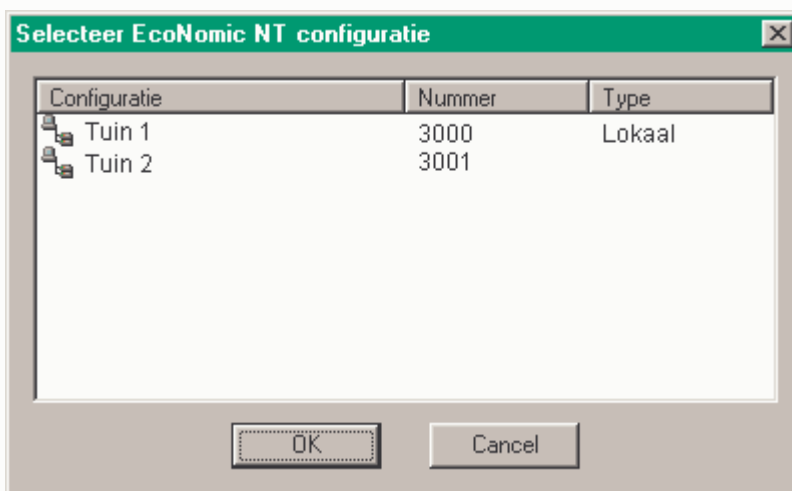 Selecteer EcoNomic NT configuratie
Configuratie Nummer Type
Tuin 1 3000 Lokaal
Tuin 2 3001
OK Cancel